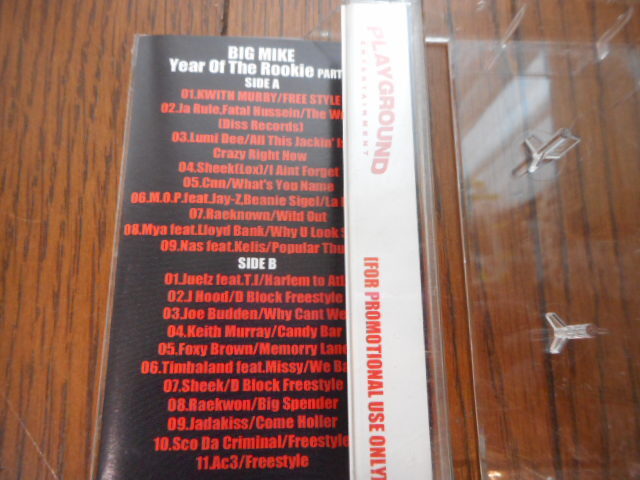 BIG MIKE
Year Of The Rookie PART
SIDE A
01.KWITH MURRY/FREE STYLE
02.Ja Rule,Fatal Hussein/The
(Diss Records)
03.Lumi Dee/All This Jackin'
Crazy Right Now
04.Sheek(Lox)/I Aint Forget
05.Cnn/What's You Name
06.M.O.P.feat.Jay-Z,Beanie Sigel/La
07.Raeknown/Wild Out
08.Mya feat.Lloyd Bank/Why U Look
09.Nas feat.Kelis/Popular
SIDE B
01.Juelz feat.T.I/Harlem to
02.J Hood/D Block Freestyle
03.Joe Budden/Why Cant We
04.Keith Murray/Candy Bar
05.Foxy Brown/Memorry
06.Timbaland feat.Missy/We
07.Sheek/D Block Freestyle
08.Raekwon/Big Spender
09.Jadakiss/Come Holler
10.Sco Da Criminal/Freestyle
11.Ac3/Freestyle
PLAYGROUND
ENTERTAINMENT
[FOR PROMOTIONAL USE ONLY]